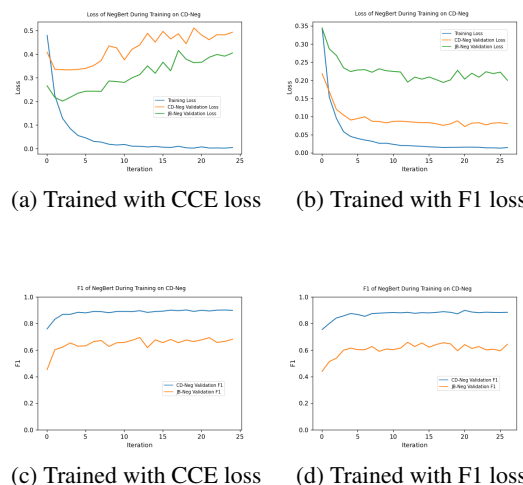 Loss of NegBert During Training on CD-Neg
0.5
0.4
0.3
0.2
0.1
0.0
Loss
Training Loss
CD-Neg Validation Loss
JB-Neg Validation Loss
0 5 10 15 20 25
Iteration
(a) Trained with CCE loss
Loss of NegBert During Training on CD-Neg
0.35
0.30
0.25
0.20
0.15
0.10
0.05
0.00
Loss
Training Loss
CD-Neg Validation Loss
JB-Neg Validation Loss
0 5 10 15 20 25
Iteration
(b) Trained with F1 loss
F1 of NegBert During Training on CD-Neg
1.0
0.8
0.6
0.4
0.2
0.0
F1
CD-Neg Validation F1
JB-Neg Validation F1
0 5 10 15 20 25
Iteration
(c) Trained with CCE loss
F1 of NegBert During Training on CD-Neg
1.0
0.8
0.6
0.4
0.2
0.0
F1
CD-Neg Validation F1
JB-Neg Validation F1
0 5 10 15 20 25
Iteration
(d) Trained with F1 loss